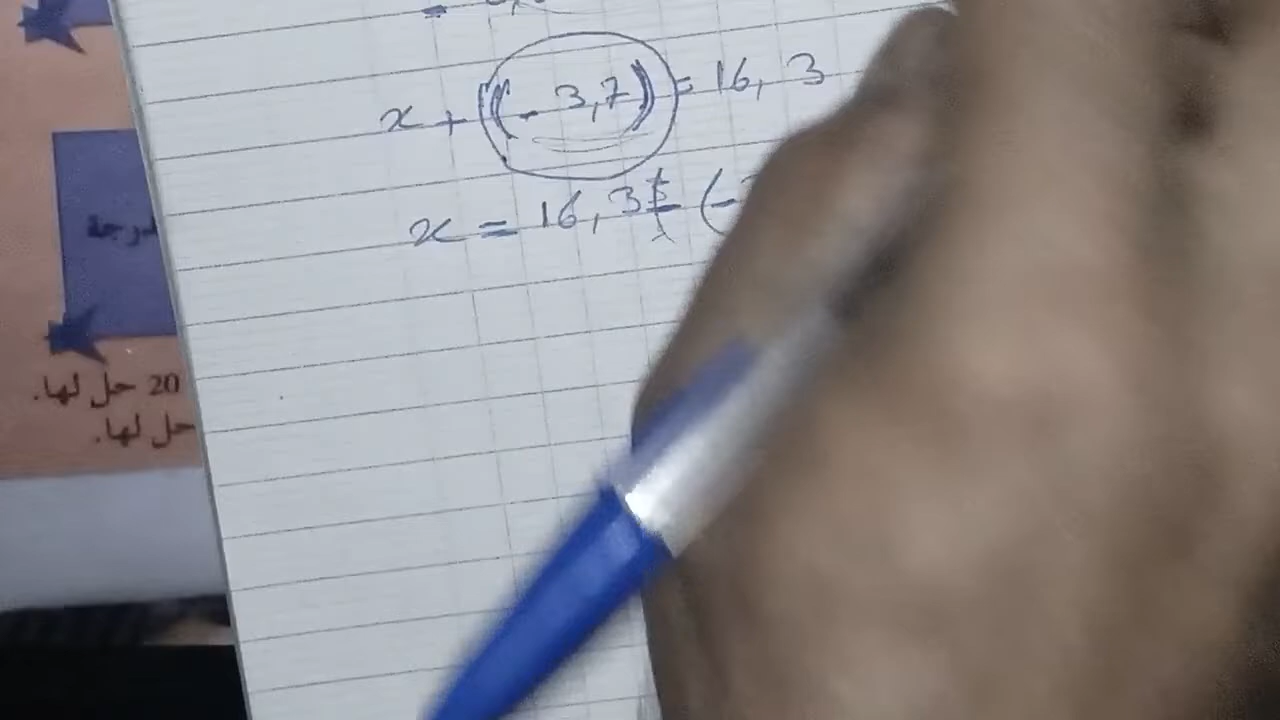 x + (- 3,7) = 16, 3
x = 16, 3 - (-
درجة
20 حل لها.
حل لها.